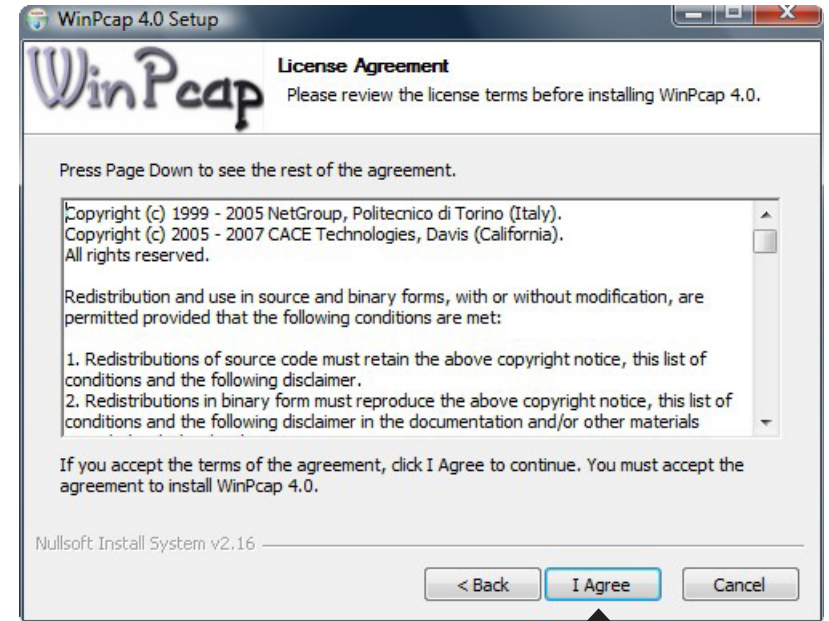 WinPcap 4.0 Setup
WinPcap
License Agreement
Please review the license terms before installing WinPcap 4.0.
Press Page Down to see the rest of the agreement.
Copyright (c) 1999 - 2005 NetGroup, Politecnico di Torino (Italy).
Copyright (c) 2005 - 2007 CACE Technologies, Davis (California).
All rights reserved.
Redistribution and use in source and binary forms, with or without modification, are
permitted provided that the following conditions are met:
1. Redistributions of source code must retain the above copyright notice, this list of
conditions and the following disclaimer.
2. Redistributions in binary form must reproduce the above copyright notice, this list of
conditions and the following disclaimer in the documentation and/or other materials
If you accept the terms of the agreement, click I Agree to continue. You must accept the
agreement to install WinPcap 4.0.
Nullsoft Install System v2.16
< Back
I Agree
Cancel